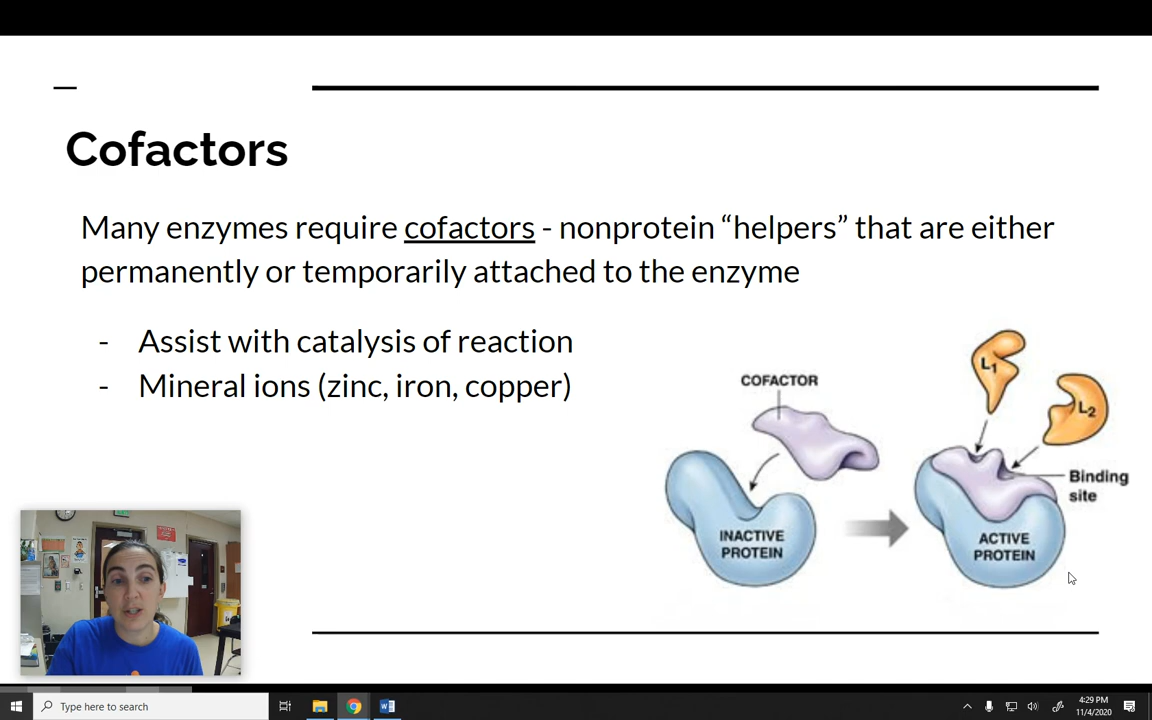 Cofactors
Many enzymes require cofactors - nonprotein “helpers” that are either
permanently or temporarily attached to the enzyme
- Assist with catalysis of reaction
- Mineral ions (zinc, iron, copper)
COFACTOR
L1
L2
Binding
site
INACTIVE
PROTEIN
ACTIVE
PROTEIN
Type here to search
4:29 PM
11/4/2020